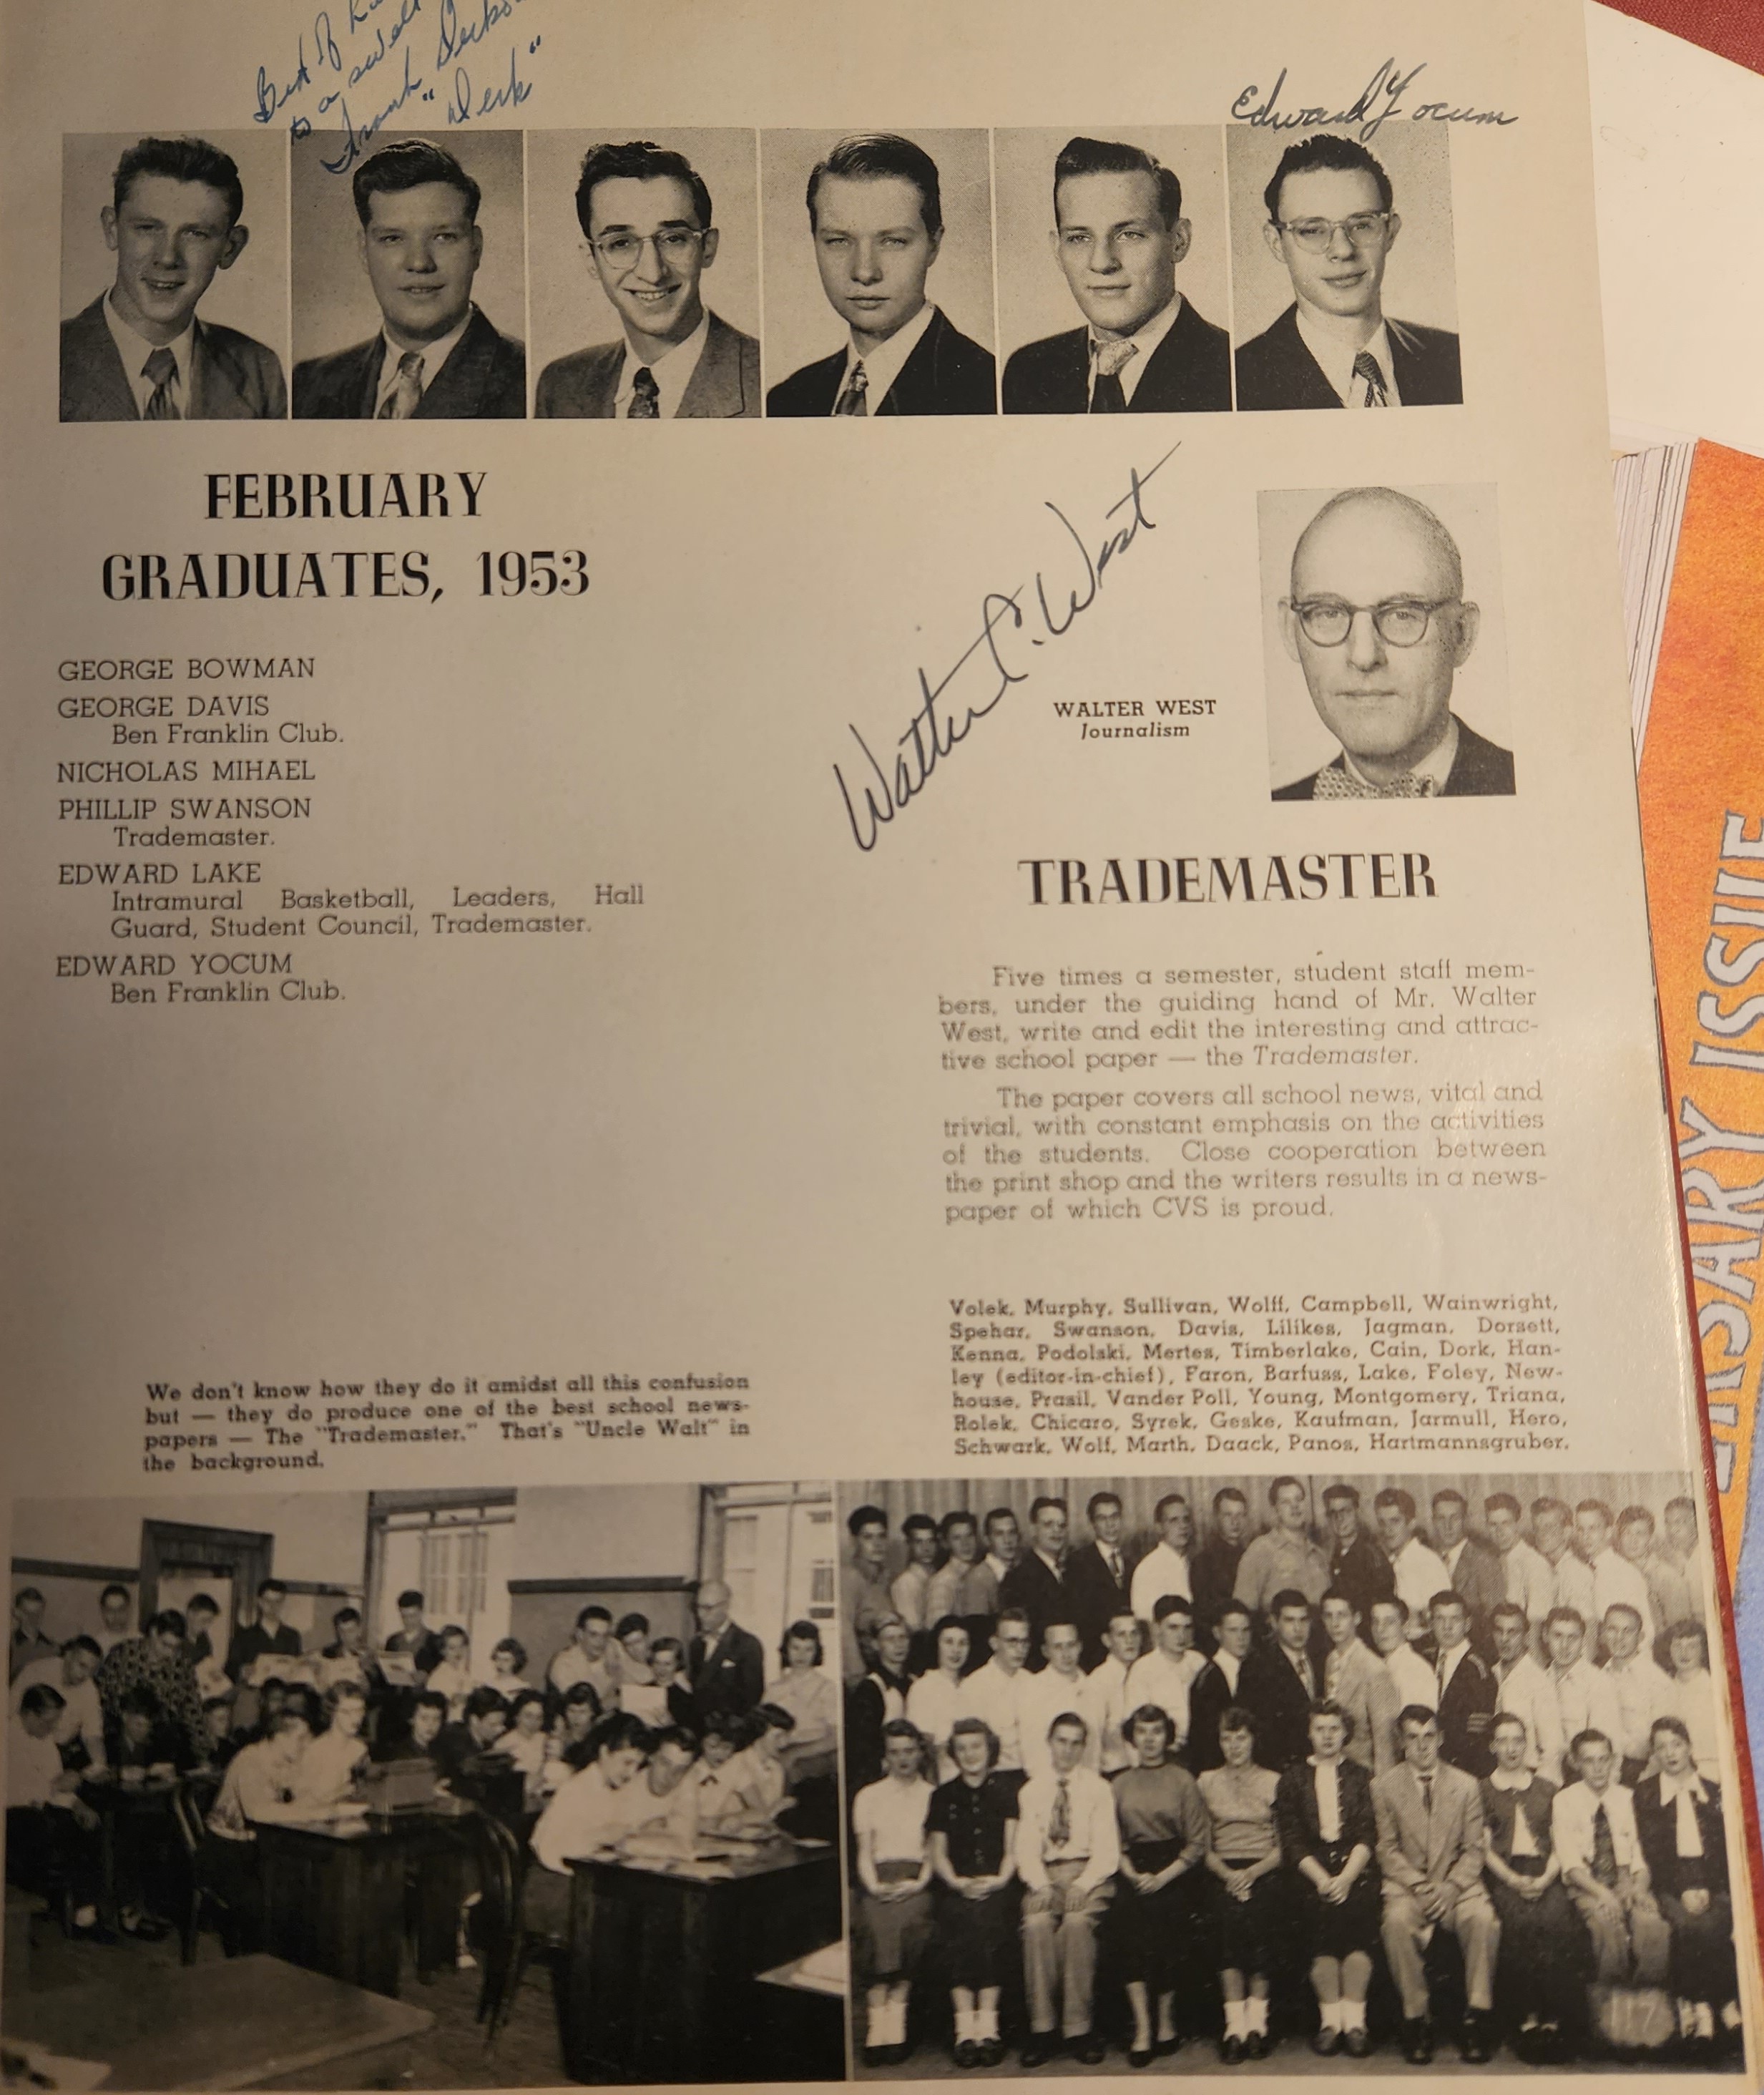 to a swell
"Derk"
Edward Yocum
FEBRUARY
GRADUATES, 1953
GEORGE BOWMAN
GEORGE DAVIS
Ben Franklin Club.
NICHOLAS MIHAEL
PHILLIP SWANSON
Trademaster.
EDWARD LAKE
Intramural Basketball, Leaders, Hall
Guard, Student Council, Trademaster.
EDWARD YOCUM
Ben Franklin Club.
We don't know how they do it amidst all this confusion
but — they do produce one of the best school news-
papers — The "Trademaster." That's "Uncle Walt" in
the background.
Walter C. West
WALTER WEST
Journalism
TRADEMASTER
Five times a semester, student staff mem-
bers, under the guiding hand of Mr. Walter
West, write and edit the interesting and attrac-
tive school paper — the Trademaster.
The paper covers all school news, vital and
trivial, with constant emphasis on the activities
of the students. Close cooperation between
the print shop and the writers results in a news-
paper of which CVS is proud.
Volek, Murphy, Sullivan, Wolff, Campbell, Wainwright,
Spehar, Swanson, Davis, Lilikes, Jagman, Dorsett,
Kenna, Podolski, Mertes, Timberlake, Cain, Dork, Han-
ley (editor-in-chief), Faron, Barfuss, Lake, Foley, New-
house, Prasil, Vander Poll, Young, Montgomery, Triana,
Rolek, Chicaro, Syrek, Geske, Kaufman, Jarmull, Hero,
Schwark, Wolf, Marth, Daack, Panos, Hartmannsgruber.
117
ERSARY ISSUE